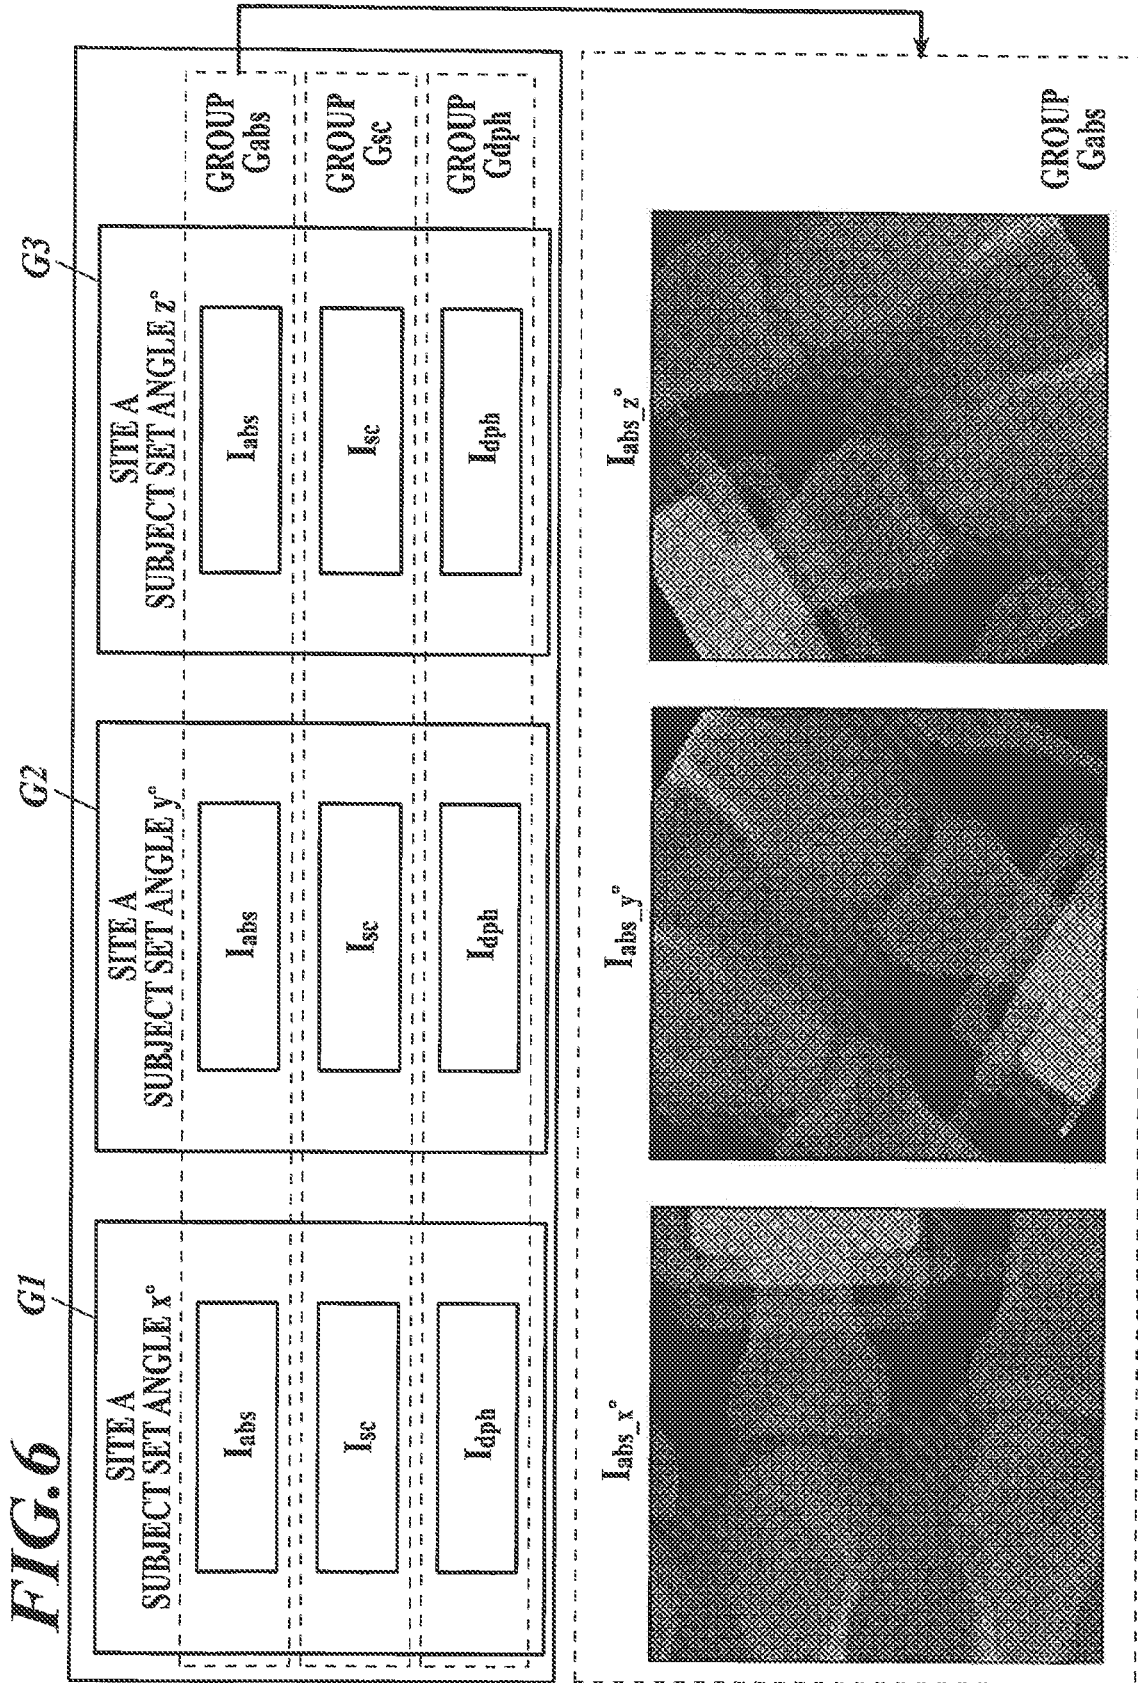 FIG.6
G1
SITE A
SUBJECT SET ANGLE x°
Iabs
Isc
Idph
G2
SITE A
SUBJECT SET ANGLE y°
Iabs
Isc
Idph
G3
SITE A
SUBJECT SET ANGLE z°
Iabs
Isc
Idph
GROUP
Gabs
GROUP
Gsc
GROUP
Gdph
Iabs_x°
Iabs_y°
Iabs_z°
GROUP
Gabs